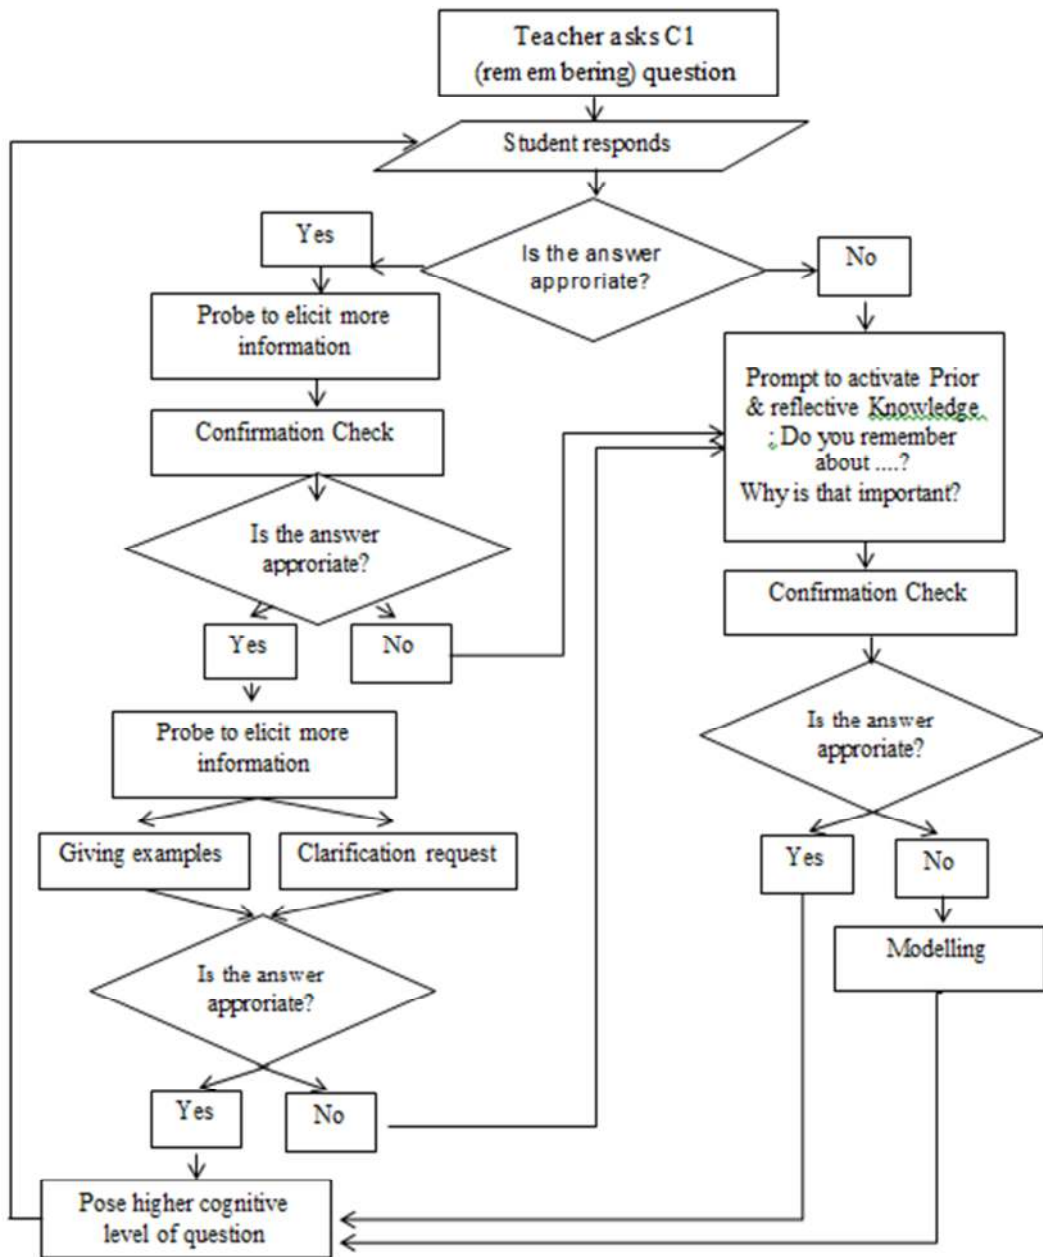 Teacher asks C1
(remembering) question
Student responds
Is the answer
approriate?
Yes
No
Probe to elicit more
information
Confirmation Check
Is the answer
approriate?
Yes
No
Probe to elicit more
information
Giving examples
Clarification request
Is the answer
approriate?
Yes
No
Pose higher cognitive
level of question
Prompt to activate Prior
& reflective Knowledge
; Do you remember
about ....?
Why is that important?
Confirmation Check
Is the answer
approriate?
Yes
No
Modelling